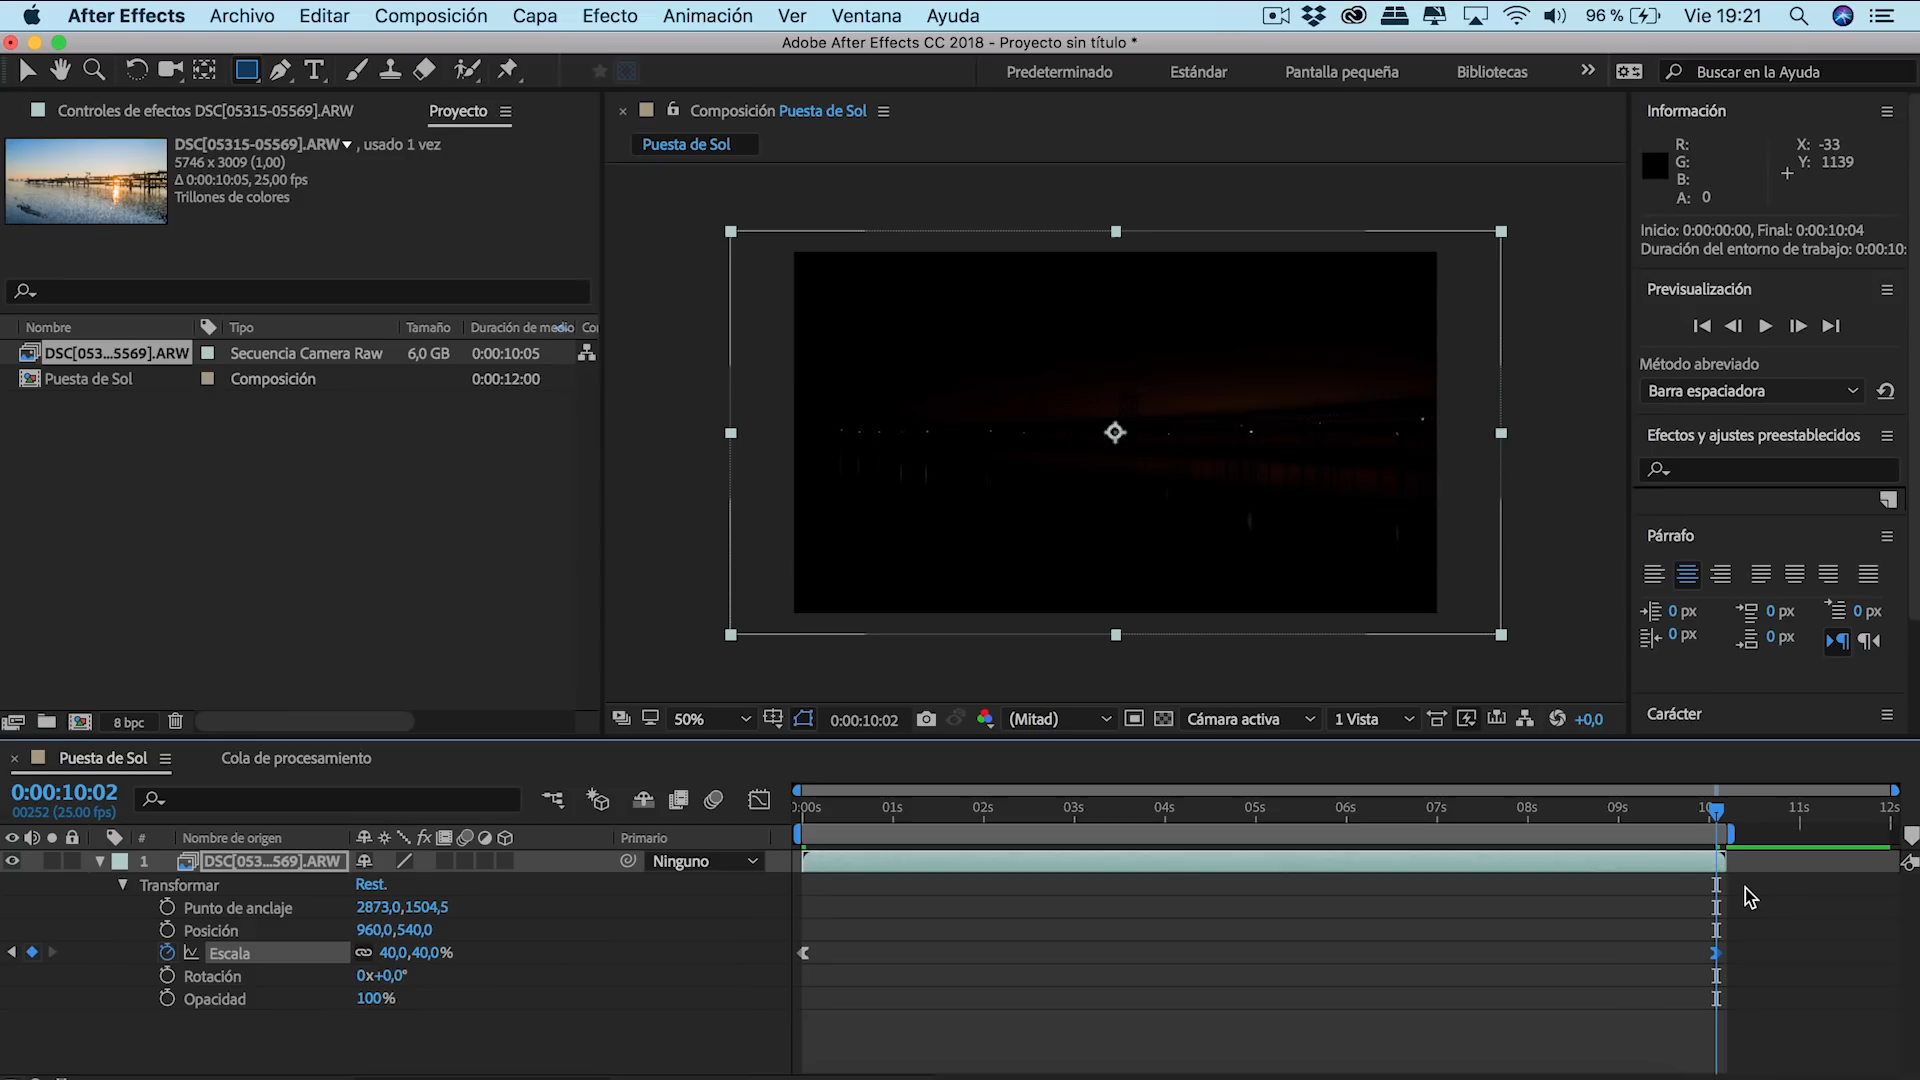 After Effects Archivo Editar Composición Capa Efecto Animación Ver Ventana Ayuda 96 % Vie 19:21
Adobe After Effects CC 2018 - Proyecto sin título *
Predeterminado Estándar Pantalla pequeña Bibliotecas Buscar en la Ayuda
Controles de efectos DSC[05315-05569].ARW Proyecto
DSC[05315-05569].ARW , usado 1 vez
5746 x 3009 (1,00)
Δ 0:00:10:05, 25,00 fps
Trillones de colores
Nombre Tipo Tamaño Duración de medio Co
DSC[053...5569].ARW Secuencia Camera Raw 6,0 GB 0:00:10:05
Puesta de Sol Composición 0:00:12:00
8 bpc
Composición Puesta de Sol
Puesta de Sol
50% 0:00:10:02 (Mitad) Cámara activa 1 Vista +0,0
Información
R: X: -33
G: Y: 1139
B:
A: 0
Inicio: 0:00:00:00, Final: 0:00:10:04
Duración del entorno de trabajo: 0:00:10:
Previsualización
Método abreviado
Barra espaciadora
Efectos y ajustes preestablecidos
Párrafo
0 px 0 px 0 px
0 px 0 px
Carácter
Puesta de Sol Cola de procesamiento
0:00:10:02
00252 (25.00 fps)
0:00s 01s 02s 03s 04s 05s 06s 07s 08s 09s 10s 11s 12s
# Nombre de origen fx Primario
1 DSC[053...569].ARW Ninguno
Transformar Rest.
Punto de anclaje 2873,0,1504,5
Posición 960,0,540,0
Escala 40,0,40,0%
Rotación 0x+0,0°
Opacidad 100%